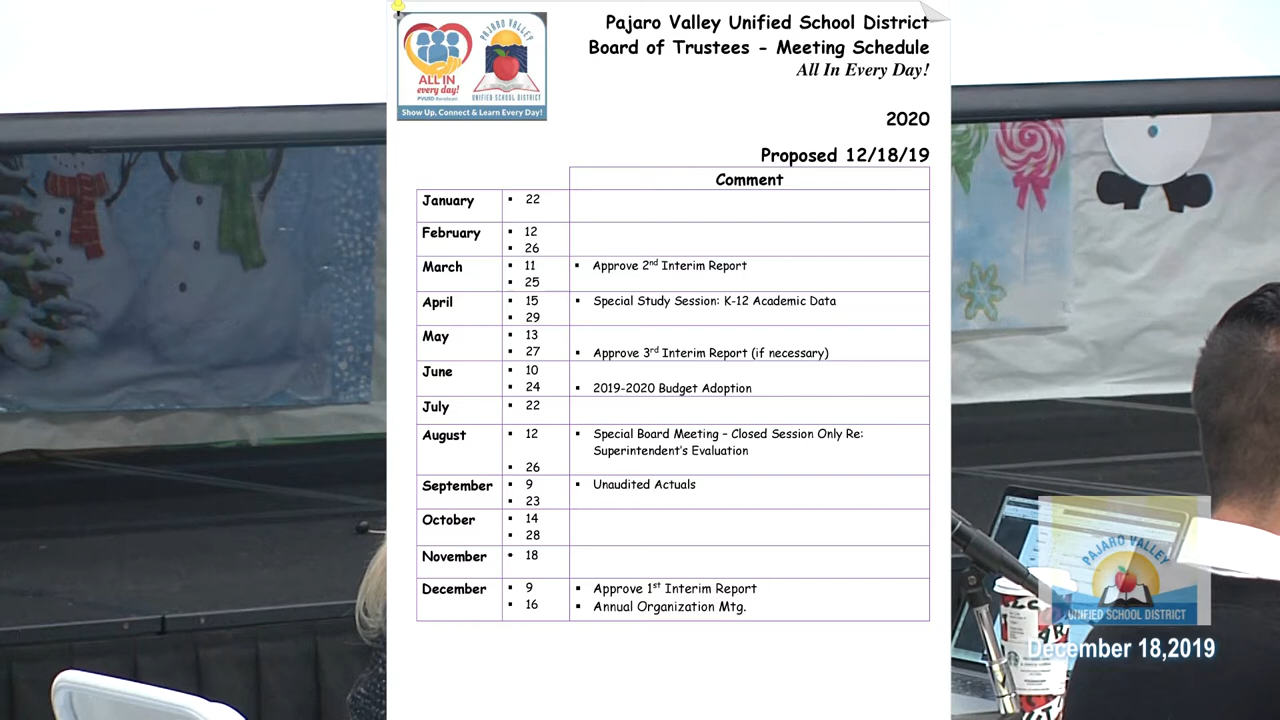 Pajaro Valley Unified School District
Board of Trustees - Meeting Schedule
All In Every Day!
ALL IN
every day!
PAJARO VALLEY
UNIFIED SCHOOL DISTRICT
Show Up, Connect & Learn Every Day!
2020
Proposed 12/18/19
Comment
January ▪ 22
February ▪ 12
▪ 26
March ▪ 11 ▪ Approve 2nd Interim Report
▪ 25
April ▪ 15 ▪ Special Study Session: K-12 Academic Data
▪ 29
May ▪ 13
▪ 27 ▪ Approve 3rd Interim Report (if necessary)
June ▪ 10
▪ 24 ▪ 2019-2020 Budget Adoption
July ▪ 22
August ▪ 12 ▪ Special Board Meeting – Closed Session Only Re:
Superintendent's Evaluation
▪ 26
September ▪ 9 ▪ Unaudited Actuals
▪ 23
October ▪ 14
▪ 28
November ▪ 18
December ▪ 9 ▪ Approve 1st Interim Report
▪ 16 ▪ Annual Organization Mtg.
PAJARO VALLEY
UNIFIED SCHOOL DISTRICT
December 18,2019